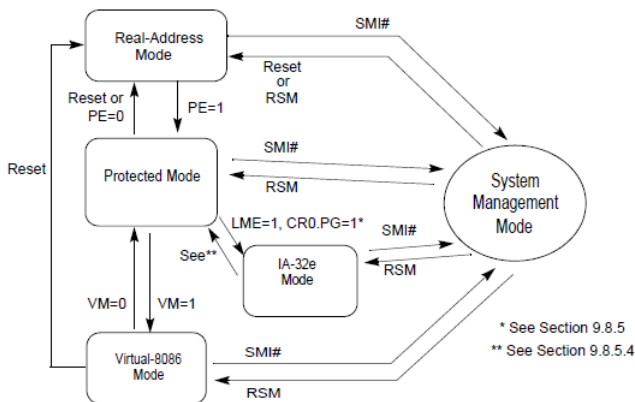 Real-Address
Mode
SMI#
Reset
or
RSM
Reset or
PE=0
PE=1
Reset
Protected Mode
SMI#
RSM
System
Management
Mode
LME=1, CR0.PG=1*
See**
IA-32e
Mode
SMI#
RSM
VM=0
VM=1
* See Section 9.8.5
** See Section 9.8.5.4
Virtual-8086
Mode
SMI#
RSM